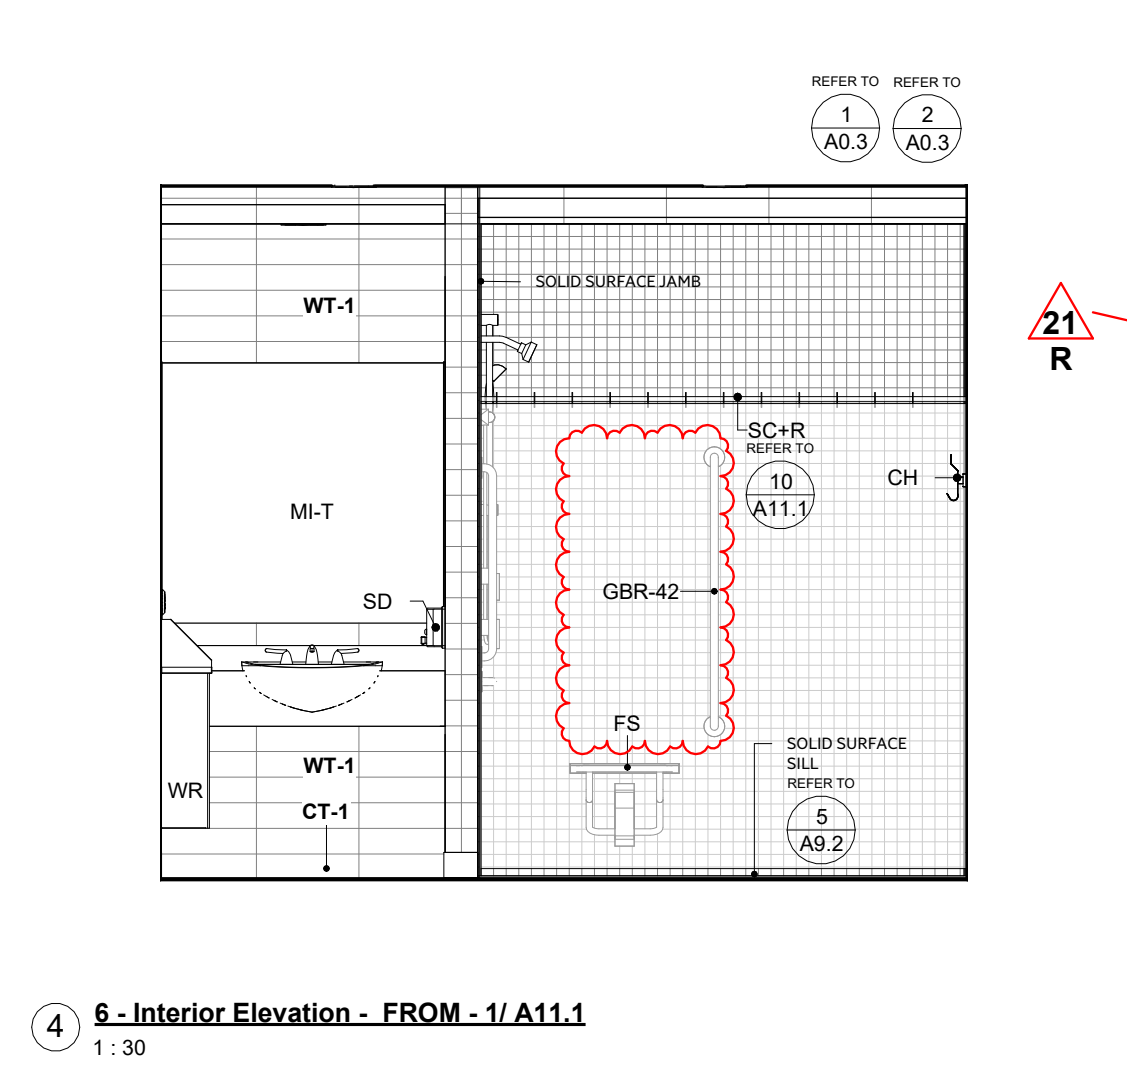 REFER TO REFER TO
1 2
A0.3 A0.3
SOLID SURFACE JAMB
WT-1
21
R
SC+R
REFER TO
10
A11.1
CH
MI-T
GBR-42
SD
FS
SOLID SURFACE
SILL
REFER TO
5
A9.2
WT-1
WR
CT-1
4
6 - Interior Elevation - FROM - 1/ A11.1
1 : 30